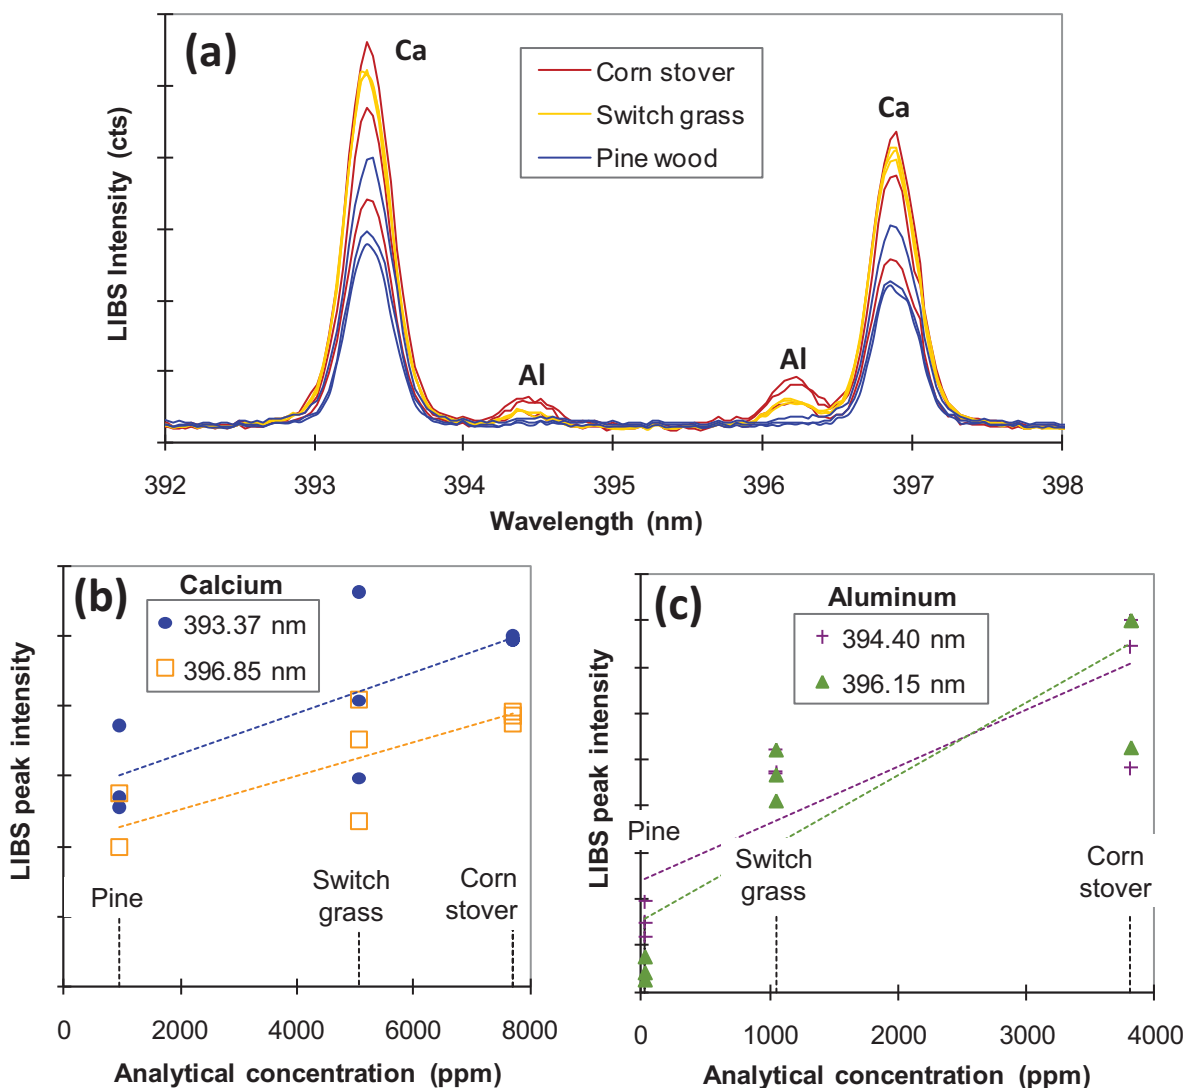 (a)
Ca
Corn stover
Switch grass
Pine wood
Ca
Al
Al
LIBS Intensity (cts)
392
393
394
395
396
397
398
Wavelength (nm)
(b)
Calcium
393.37 nm
396.85 nm
LIBS peak intensity
Pine
Switch
grass
Corn
stover
0
2000
4000
6000
8000
Analytical concentration (ppm)
(c)
Aluminum
394.40 nm
396.15 nm
LIBS peak intensity
Pine
Switch
grass
Corn
stover
0
1000
2000
3000
4000
Analytical concentration (ppm)